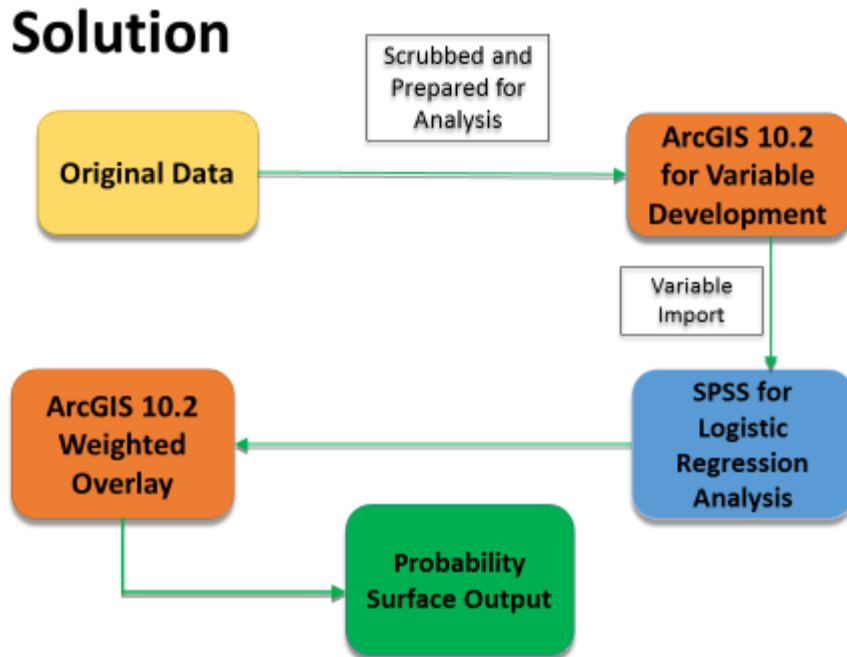 Solution
Scrubbed and
Prepared for
Analysis
Original Data
ArcGIS 10.2
for Variable
Development
Variable
Import
SPSS for
Logistic
Regression
Analysis
ArcGIS 10.2
Weighted
Overlay
Probability
Surface Output